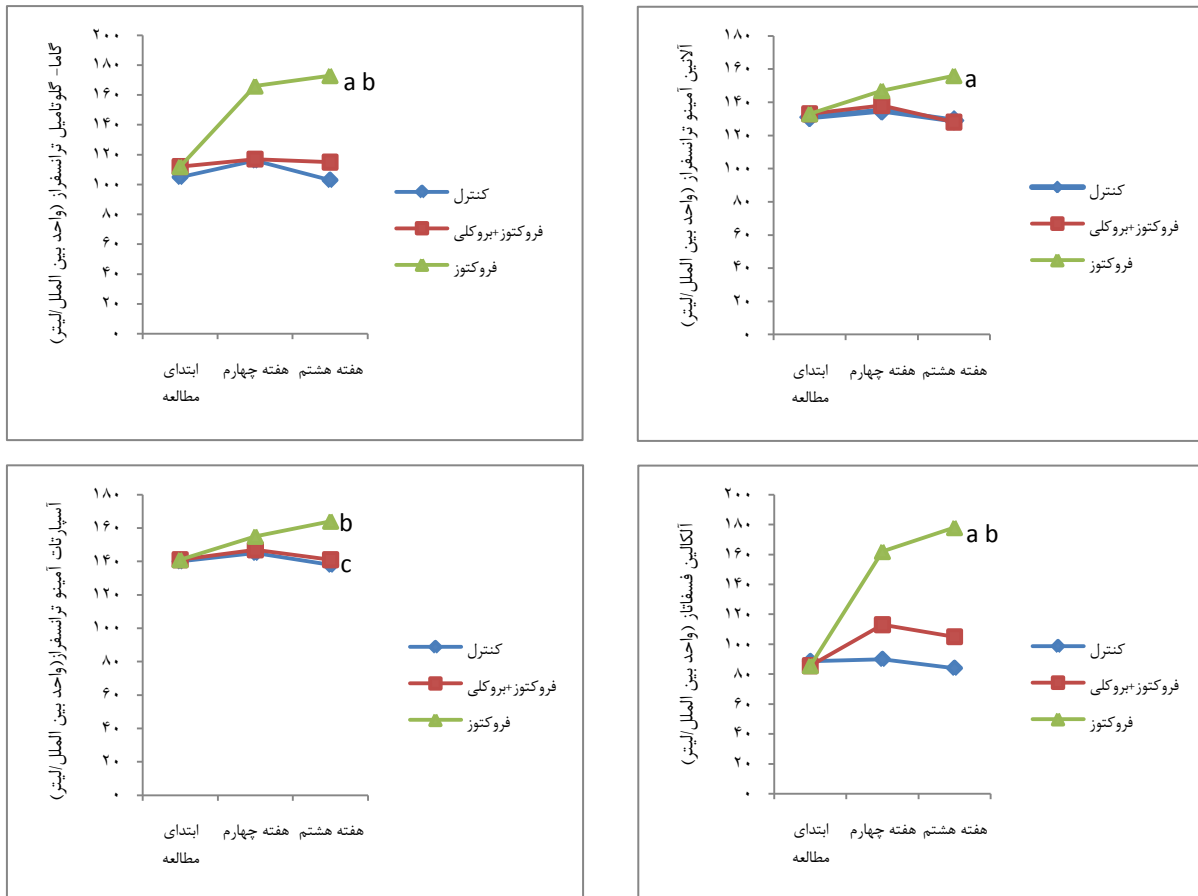 گاما- گلوتامیل ترانسفراز (واحد بین المللی/لیتر)
۲۰۰
۱۸۰
۱۶۰
۱۴۰
۱۲۰
۱۰۰
۸۰
۶۰
۴۰
۲۰
۰
a b
کنترل
فروکتوز+بروکلی
فروکتوز
ابتدای
مطالعه
هفته چهارم
هفته هشتم
آلانین آمینو ترانسفراز (واحد بین المللی/لیتر)
۱۸۰
۱۶۰
۱۴۰
۱۲۰
۱۰۰
۸۰
۶۰
۴۰
۲۰
۰
a
کنترل
فروکتوز+بروکلی
فروکتوز
ابتدای
مطالعه
هفته چهارم
هفته هشتم
آسپارتات آمینو ترانسفراز(واحد بین المللی/لیتر)
۱۸۰
۱۶۰
۱۴۰
۱۲۰
۱۰۰
۸۰
۶۰
۴۰
۲۰
۰
b
c
کنترل
فروکتوز+بروکلی
فروکتوز
ابتدای
مطالعه
هفته چهارم
هفته هشتم
آلکالین فسفاتاز (واحد بین المللی/لیتر)
۲۰۰
۱۸۰
۱۶۰
۱۴۰
۱۲۰
۱۰۰
۸۰
۶۰
۴۰
۲۰
۰
a b
کنترل
فروکتوز+بروکلی
فروکتوز
ابتدای
مطالعه
هفته چهارم
هفته هشتم